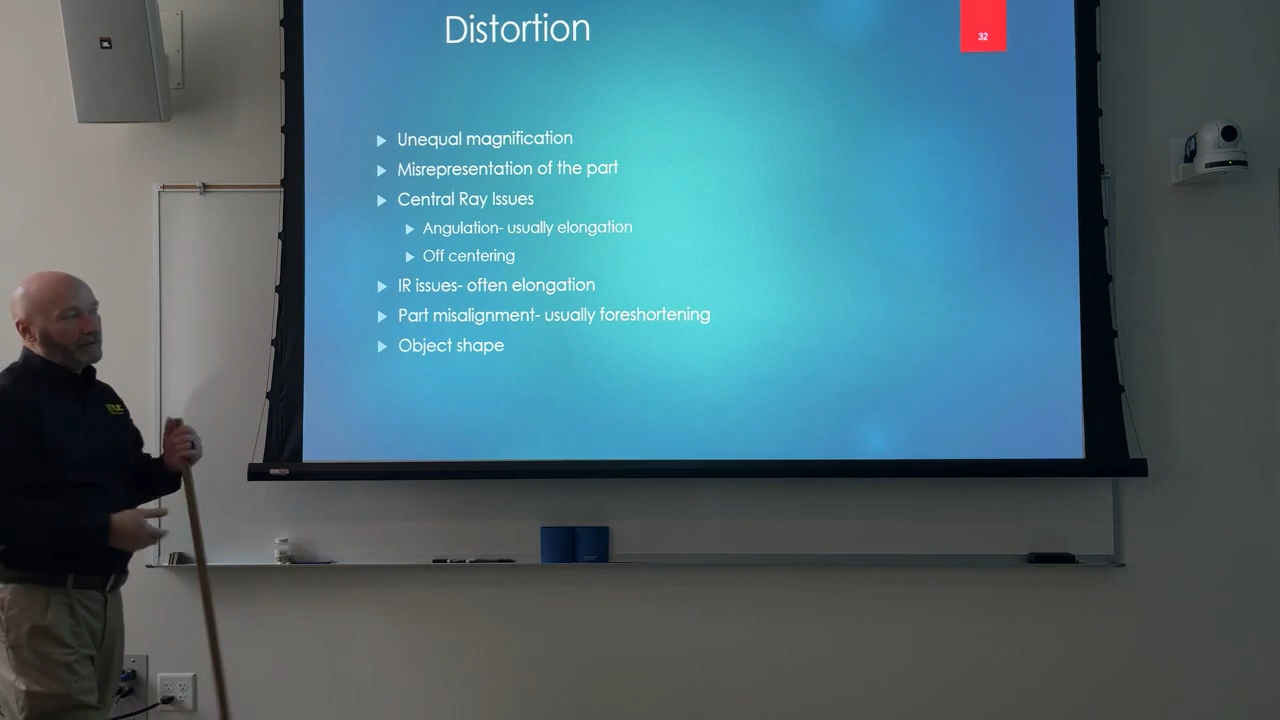 Distortion
32
Unequal magnification
Misrepresentation of the part
Central Ray Issues
Angulation- usually elongation
Off centering
IR issues- often elongation
Part misalignment- usually foreshortening
Object shape
JBL